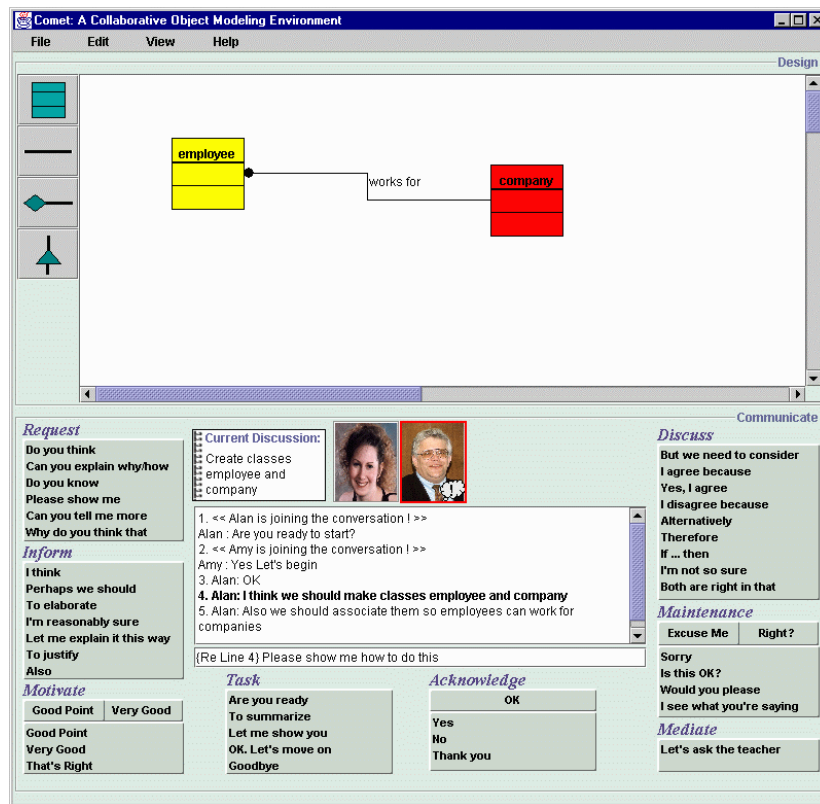 Comet: A Collaborative Object Modeling Environment
File Edit View Help
Design
employee
works for
company
Communicate
Request
Do you think
Can you explain why/how
Do you know
Please show me
Can you tell me more
Why do you think that
Inform
I think
Perhaps we should
To elaborate
I'm reasonably sure
Let me explain it this way
To justify
Also
Motivate
Good Point Very Good
Good Point
Very Good
That's Right
Current Discussion:
Create classes
employee and
company
1. << Alan is joining the conversation ! >>
Alan : Are you ready to start?
2. << Amy is joining the conversation ! >>
Amy : Yes Let's begin
3. Alan: OK
4. Alan: I think we should make classes employee and company
5. Alan: Also we should associate them so employees can work for
companies
{Re Line 4} Please show me how to do this
Task
Are you ready
To summarize
Let me show you
OK. Let's move on
Goodbye
Acknowledge
OK
Yes
No
Thank you
Discuss
But we need to consider
I agree because
Yes, I agree
I disagree because
Alternatively
Therefore
If ... then
I'm not so sure
Both are right in that
Maintenance
Excuse Me Right?
Sorry
Is this OK?
Would you please
I see what you're saying
Mediate
Let's ask the teacher